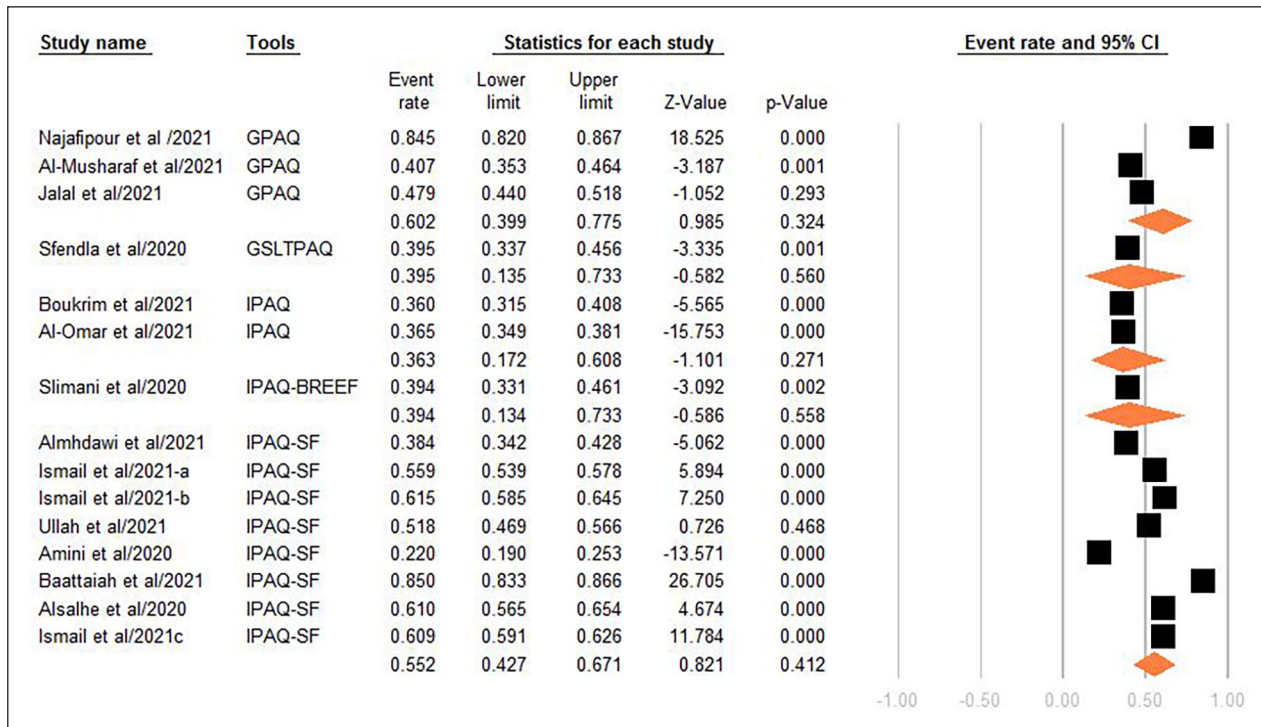 Study name Tools Statistics for each study Event rate and 95% CI
Event rate Lower limit Upper limit Z-Value p-Value
Najafipour et al /2021 GPAQ 0.845 0.820 0.867 18.525 0.000
Al-Musharaf et al/2021 GPAQ 0.407 0.353 0.464 -3.187 0.001
Jalal et/2021 GPAQ 0.479 0.440 0.518 -1.052 0.293
0.602 0.399 0.775 0.985 0.324
Sfendla et al/2020 GSLTPAQ 0.395 0.337 0.456 -3.335 0.001
0.395 0.135 0.733 -0.582 0.560
Boukrim et al/2021 IPAQ 0.360 0.315 0.408 -5.565 0.000
Al-Omar et al/2021 IPAQ 0.365 0.349 0.381 -15.753 0.000
0.363 0.172 0.608 -1.101 0.271
Slimani et al/2020 IPAQ-BREEF 0.394 0.331 0.461 -3.092 0.002
0.394 0.134 0.733 -0.586 0.558
Almhdawi et al/2021 IPAQ-SF 0.384 0.342 0.428 -5.062 0.000
Ismail et al/2021-a IPAQ-SF 0.559 0.539 0.578 5.894 0.000
Ismail et al/2021-b IPAQ-SF 0.615 0.585 0.645 7.250 0.000
Ullah et al/2021 IPAQ-SF 0.518 0.469 0.566 0.726 0.468
Amini et al/2020 IPAQ-SF 0.220 0.190 0.253 -13.571 0.000
Baattaiah et al/2021 IPAQ-SF 0.850 0.833 0.866 26.705 0.000
Alsalhe et al/2020 IPAQ-SF 0.610 0.565 0.654 4.674 0.000
Ismail et al/2021c IPAQ-SF 0.609 0.591 0.626 11.784 0.000
0.552 0.427 0.671 0.821 0.412
-1.00 -0.50 0.00 0.50 1.00